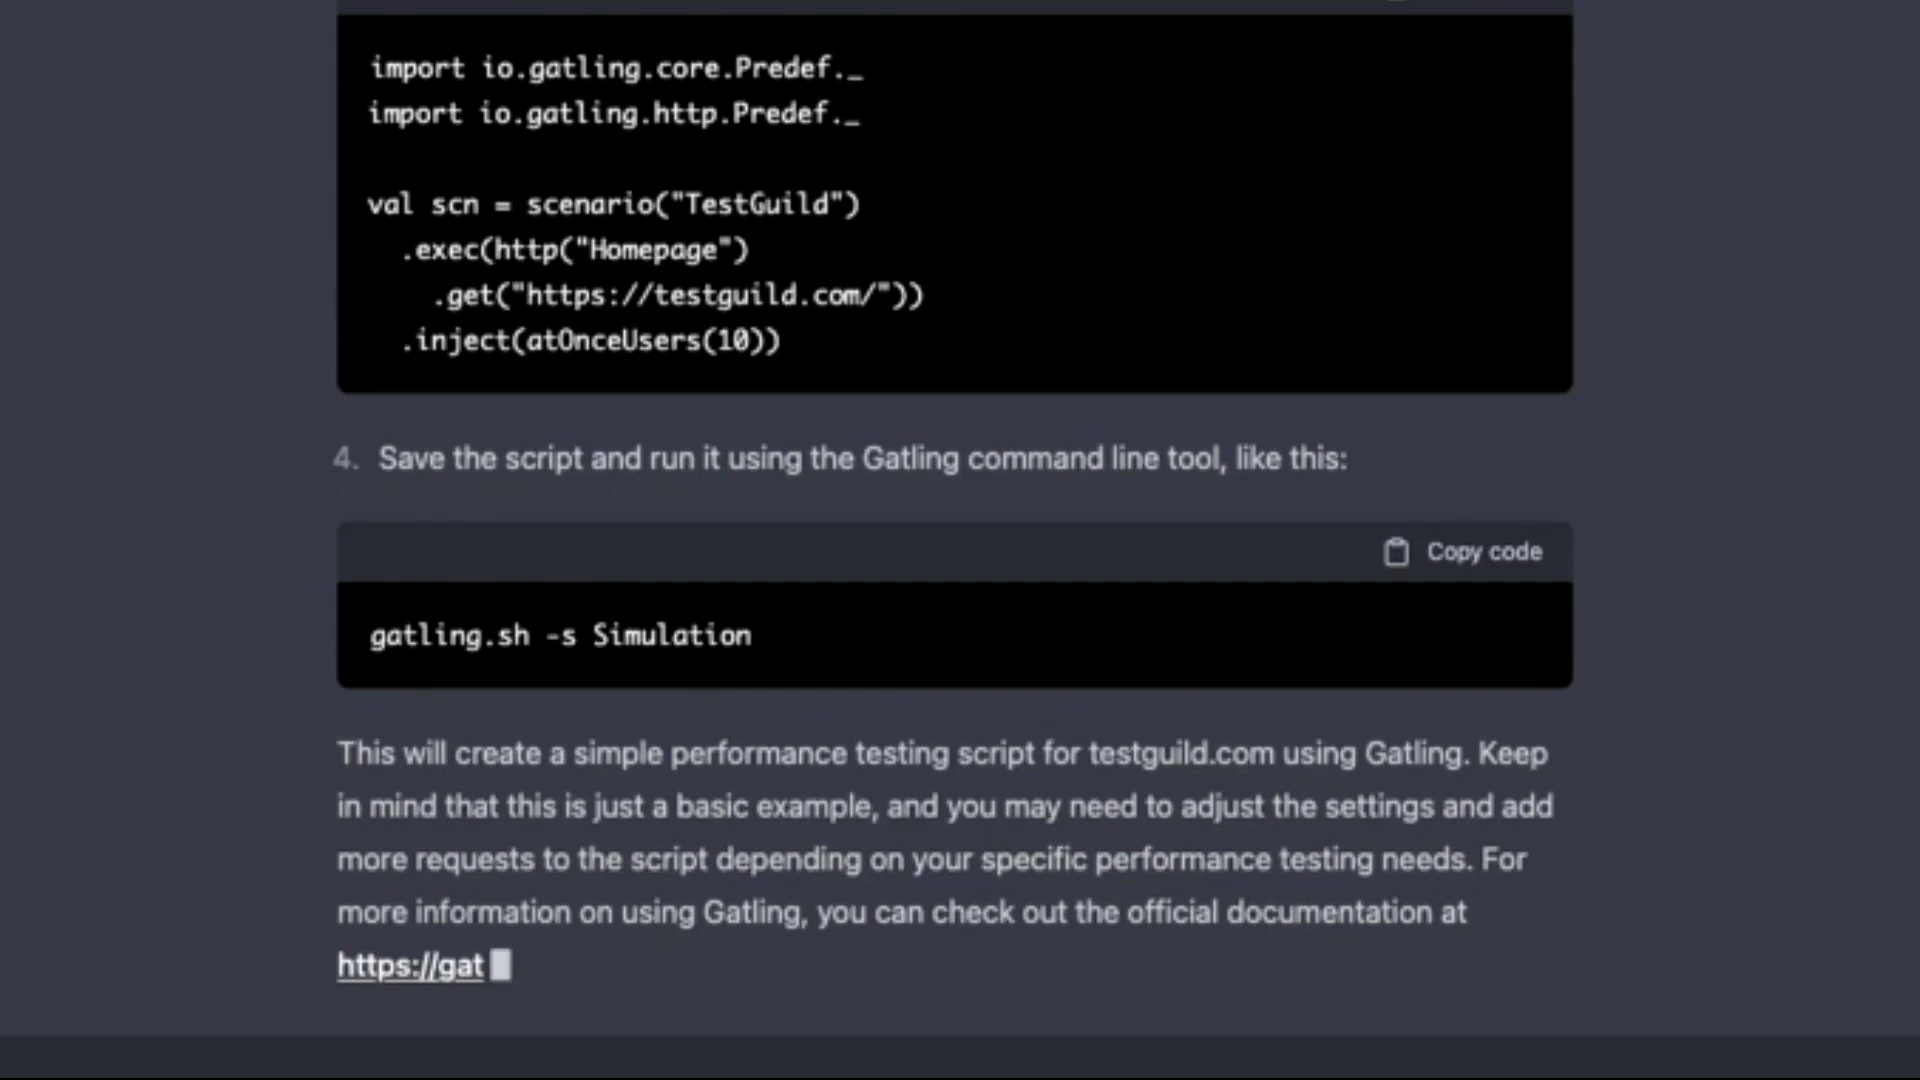 import io.gatling.core.Predef._
import io.gatling.http.Predef._
val scn = scenario("TestGuild")
.exec(http("Homepage")
.get("https://testguild.com/"))
.inject(atOnceUsers(10))
4. Save the script and run it using the Gatling command line tool, like this:
Copy code
gatling.sh -s Simulation
This will create a simple performance testing script for testguild.com using Gatling. Keep
in mind that this is just a basic example, and you may need to adjust the settings and add
more requests to the script depending on your specific performance testing needs. For
more information on using Gatling, you can check out the official documentation at
https://gat